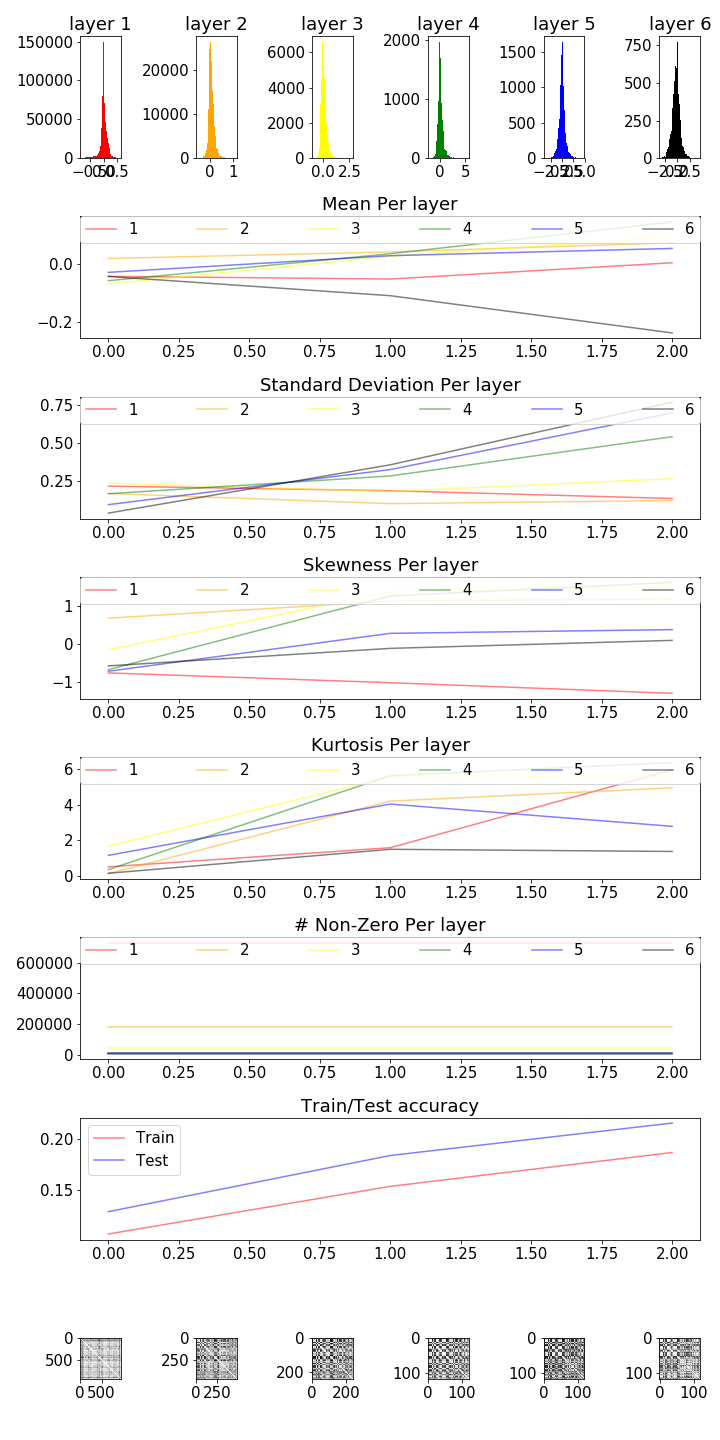 layer 1 layer 2 layer 3 layer 4 layer 5 layer 6
150000 100000 50000 0
20000 10000 0 0 1
6000 4000 2000 0 0.0 2.5
2000 1000 0 0 5
1500 1000 500 0
750 500 250 0
Mean Per layer
1 2 3 4 5 6
0.0
−0.2
0.00 0.25 0.50 0.75 1.00 1.25 1.50 1.75 2.00
Standard Deviation Per layer
1 2 3 4 5 6
0.75
0.50
0.25
0.00 0.25 0.50 0.75 1.00 1.25 1.50 1.75 2.00
Skewness Per layer
1 2 3 4 5 6
1
0
−1
0.00 0.25 0.50 0.75 1.00 1.25 1.50 1.75 2.00
Kurtosis Per layer
1 2 3 4 5 6
6
4
2
0
0.00 0.25 0.50 0.75 1.00 1.25 1.50 1.75 2.00
# Non-Zero Per layer
1 2 3 4 5 6
600000
400000
200000
0
0.00 0.25 0.50 0.75 1.00 1.25 1.50 1.75 2.00
Train/Test accuracy
Train
Test
0.20
0.15
0.00 0.25 0.50 0.75 1.00 1.25 1.50 1.75 2.00
0 0 0 0 0 0
500 250 200 100 100 100
0 500 0 250 0 200 0 100 0 100 0 100